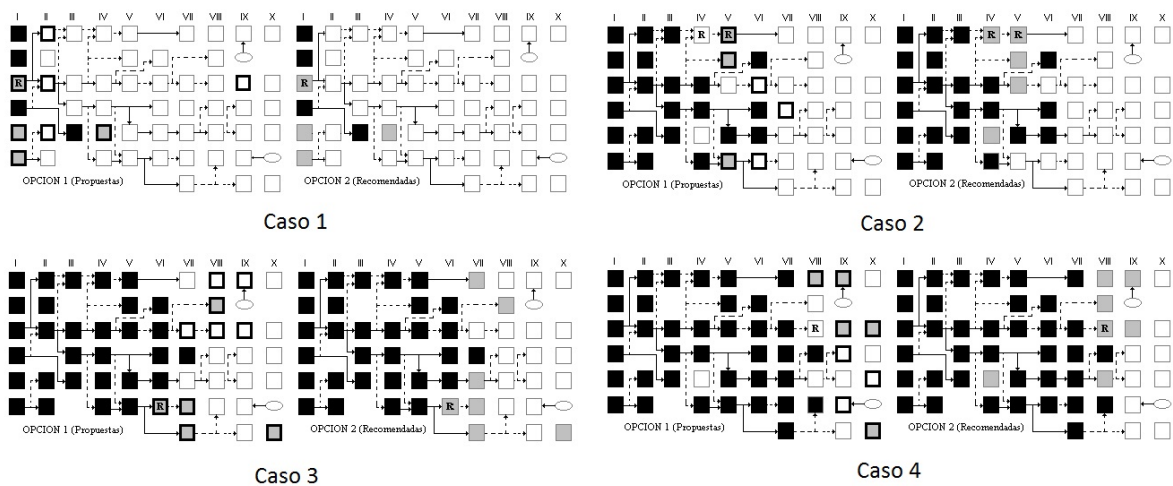 I II III IV V VI VII VIII IX X I II III IV V VI VII VIII IX X
R R
OPCION 1 (Propuestas) OPCION 2 (Recomendadas)
Caso 1
I II III IV V VI VII VIII IX X I II III IV V VI VII VIII IX X
R R R R
OPCION 1 (Propuestas) OPCION 2 (Recomendadas)
Caso 2
I II III IV V VI VII VIII IX X I II III IV V VI VII VIII IX X
R R
OPCION 1 (Propuestas) OPCION 2 (Recomendadas)
Caso 3
I II III IV V VI VII VIII IX X I II III IV V VI VII VIII IX X
R R
OPCION 1 (Propuestas) OPCION 2 (Recomendadas)
Caso 4